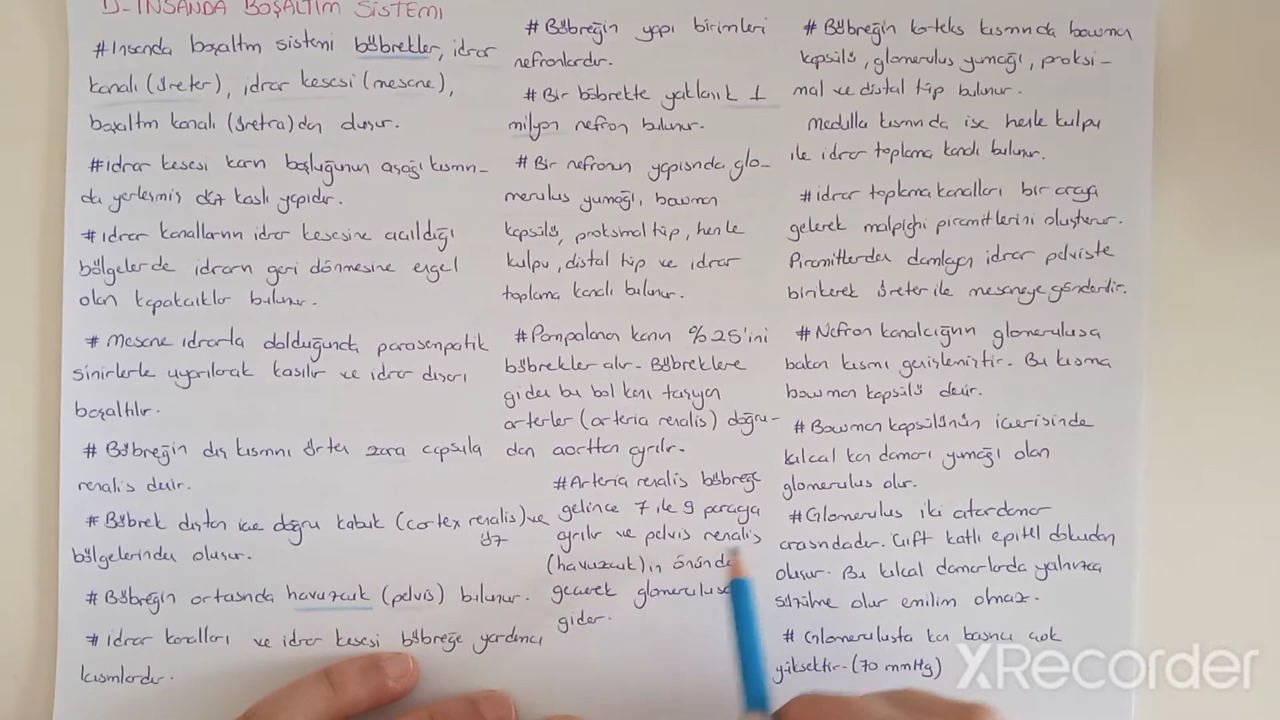 D- İNSANDA BOŞALTIM SİSTEMİ
#İnsanda boşaltım sistemi böbrekler, idrar
kanalı (üreter), idrar kesesi (mesane),
boşaltım kanalı (üretra)dan oluşur.
#idrar kesesi karın boşluğunun aşağı kısmın-
da yerleşmiş düz kaslı yapıdır.
#idrar kanallarının idrar kesesine açıldığı
bölgelerde idrarın geri dönmesine engel
olan kapakçıklar bulunur.
# Mesane idrarla dolduğunda parasempatik
sinirlerle uyarılarak kasılır ve idrar dışarı
boşaltılır.
# Böbreğin dış kısmını örten zara capsula
renalis denir.
# Böbrek dıştan içe doğru kabuk (cortex renalis) ve
öz
bölgelerinden oluşur.
# Böbreğin ortasında havuzcuk (pelvis) bulunur.
# idrar kanalları ve idrar kesesi böbreğe yardımcı
kısımlardır.
# Böbreğin yapı birimleri
nefronlardır.
# Bir böbrekte yaklaşık 1
milyon nefron bulunur.
# Bir nefronun yapısında glo-
merulus yumağı, bowman
kapsülü, proksimal tüp, henle
kulpu, distal tüp ve idrar
toplama kanalı bulunur.
#Pompalanan kanın %25'ini
böbrekler alır. Böbreklere
giden bu bol kanı taşıyan
arterler (arteria renalis) doğru-
dan aorttan ayrılır.
#Arteria renalis böbreğe
gelince 7 ile 9 parçaya
ayrılır ve pelvis renalis
(havuzcuk)ın önünde
geçerek glomerulusa
gider.
# Böbreğin korteks kısmında bowman
kapsülü, glomerulus yumağı, proksi-
mal ve distal tüp bulunur.
Medulla kısmında ise henle kulpu
ile idrar toplama kanalı bulunur.
#idrar toplama kanalları bir araya
gelerek malpighi piramitlerini oluşturur.
Piramitlerden damlayan idrar pelviste
birikerek üreter ile mesaneye gönderilir.
#Nefron kanalcığının glomerulusa
bakan kısmı genişlemiştir. Bu kısma
bowman kapsülü denir.
# Bowman kapsülünün içerisinde
kılcal kan damarı yumağı olan
glomerulus olur.
#Glomerulus iki atardamar
arasındadır. Çift katlı epitel dokudan
oluşur. Bu kılcal damarlarda yalnızca
süzülme olur emilim olmaz.
# Glomerulusta kan basıncı çok
yüksektir. (70 mmHg)
XRecorder